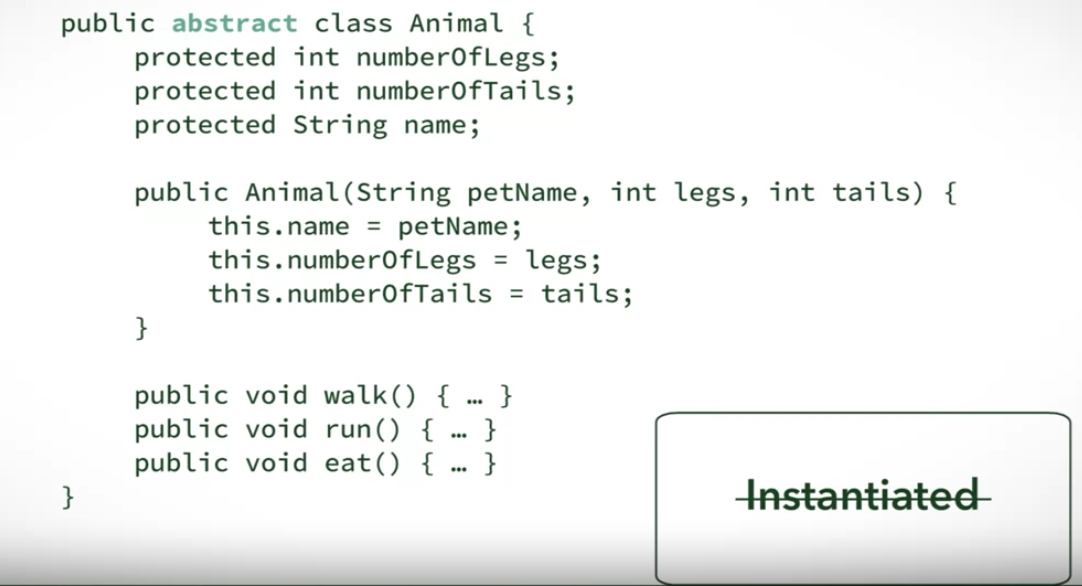 public abstract class Animal {
protected int numberOfLegs;
protected int numberOfTails;
protected String name;
public Animal(String petName, int legs, int tails) {
this.name = petName;
this.numberOfLegs = legs;
this.numberOfTails = tails;
}
public void walk() { … }
public void run() { … }
public void eat() { … }
}
Instantiated